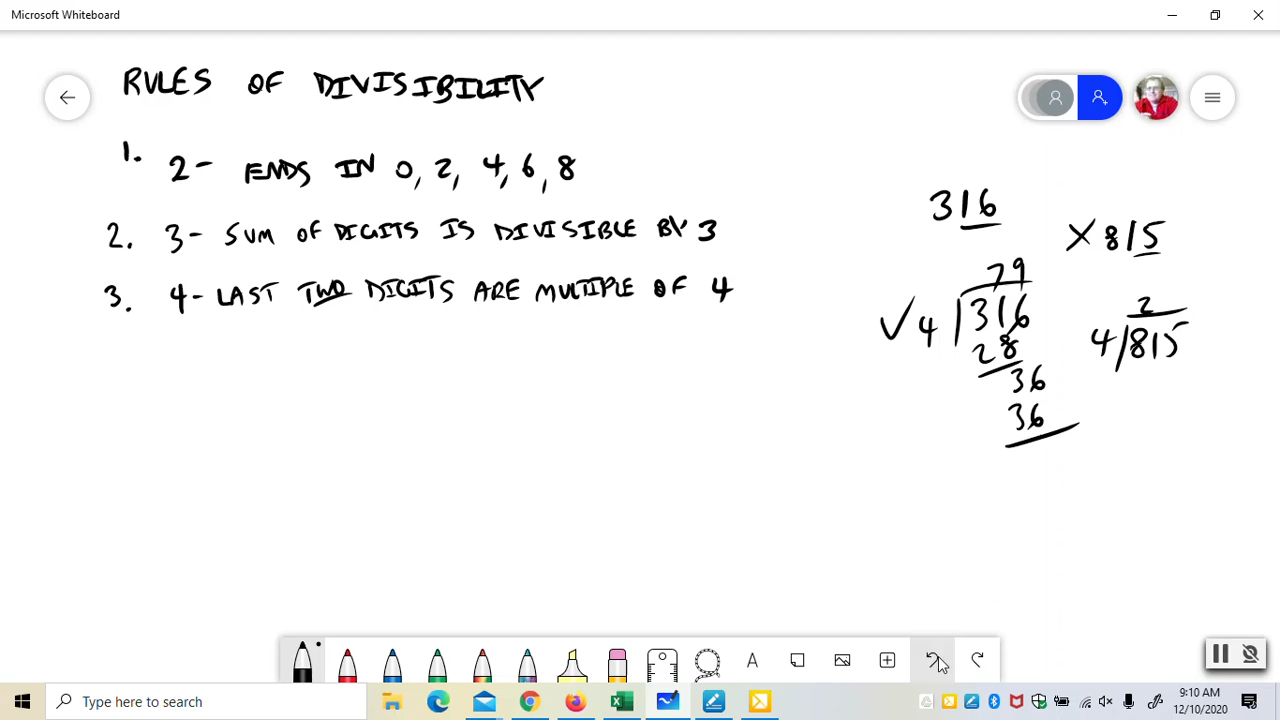 Microsoft Whiteboard
RULES OF DIVISIBILITY
1. 2- ENDS IN 0, 2, 4, 6, 8
2. 3- SUM OF DIGITS IS DIVISIBLE BY 3
3. 4- LAST TWO DIGITS ARE MULTIPLE OF 4
316
79
✓ 4 316
28
36
36
X 815
2
4/815
A
Type here to search
9:10 AM
12/10/2020